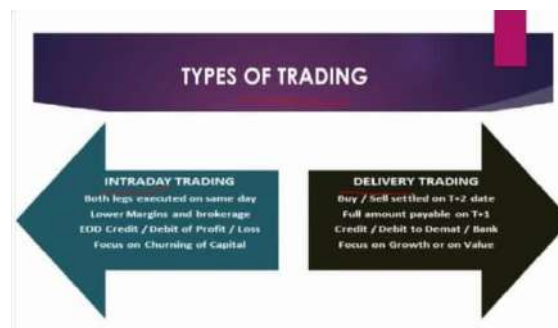 TYPES OF TRADING
INTRADAY TRADING
Both legs executed on same day
Lower Margins and brokerage
EOD Credit / Debit of Profit / Loss
Focus on Churning of Capital
DELIVERY TRADING
Buy / Sell settled on T+2 date
Full amount payable on T+1
Credit / Debit to Demat / Bank
Focus on Growth or on Value